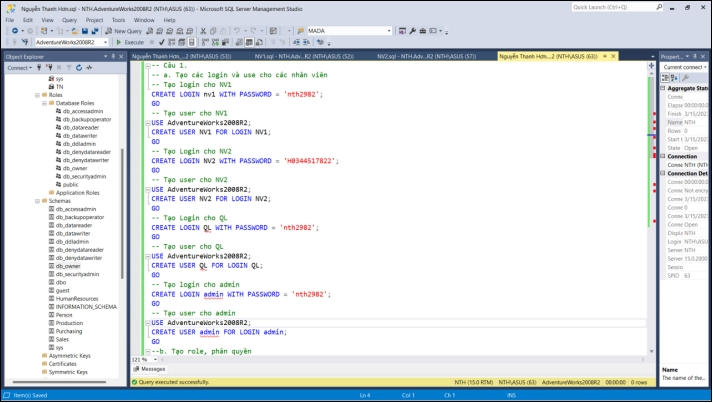 Nguyễn Thanh Hơn.sql - NTH.AdventureWorks2008R2 (NTH\ASUS (63)) - Microsoft SQL Server Management Studio
Quick Launch (Ctrl+Q)
File Edit View Query Project Tools Window Help
New Query
MADA
AdventureWorks2008R2
Execute
Object Explorer
Connect
sys
TN
Roles
Database Roles
db_accessadmin
db_backupoperator
db_datareader
db_datawriter
db_ddladmin
db_denydatareader
db_denydatawriter
db_owner
db_securityadmin
public
Application Roles
Schemas
db_accessadmin
db_backupoperator
db_datareader
db_datawriter
db_ddladmin
db_denydatareader
db_denydatawriter
db_owner
db_securityadmin
dbo
guest
HumanResources
INFORMATION_SCHEMA
Person
Production
Purchasing
Sales
sys
Asymmetric Keys
Certificates
Symmetric Keys
Nguyễn Thanh Hơn....2 (NTH\ASUS (53))
NV1.sql - NTH.Adv...R2 (NTH\ASUS (52))
NV2.sql - NTH.Adv...R2 (NTH\ASUS (57))
Nguyễn Thanh Hơn....2 (NTH\ASUS (63))
-- Câu 1.
-- a. Tạo các login và use cho các nhân viên
-- Tạo login cho NV1
CREATE LOGIN nv1 WITH PASSWORD = 'nth2982';
GO
-- Tạo user cho NV1
USE AdventureWorks2008R2;
CREATE USER NV1 FOR LOGIN NV1;
GO
-- Tạo Login cho NV2
CREATE LOGIN NV2 WITH PASSWORD = 'H0344517822';
GO
-- Tạo user cho NV2
USE AdventureWorks2008R2;
CREATE USER NV2 FOR LOGIN NV2;
GO
-- Tạo Login cho QL
CREATE LOGIN QL WITH PASSWORD = 'nth2982';
GO
-- Tạo user cho QL
USE AdventureWorks2008R2;
CREATE USER QL FOR LOGIN QL;
GO
-- Tạo login cho admin
CREATE LOGIN admin WITH PASSWORD = 'nth2982';
GO
-- Tạo user cho admin
USE AdventureWorks2008R2;
CREATE USER admin FOR LOGIN admin;
GO
--b. Tạo role, phân quyền
121 %
Messages
Query executed successfully.
NTH (15.0 RTM)
NTH\ASUS (63)
AdventureWorks2008R2
00:00:00
0 rows
Propert...
Current connect
Aggregate Stat
Conne
Elapse 00:00:00.0
Finish 3/15/202
Name NTH
Rows 0
Start t 3/15/202
State Open
Connection
Conne NTH (NTH
Connection Det
Conne 00:00:00.0
Conne Not encry
Conne 3/15/202
Conne 0
Conne 3/15/202
Conne Open
Displa NTH
Login NTH\ASUS
Server NTH
Server 15.0.2000
Sessio
SPID 63
Name
The name of the...
Item(s) Saved
Ln 4
Col 1
Ch 1
INS